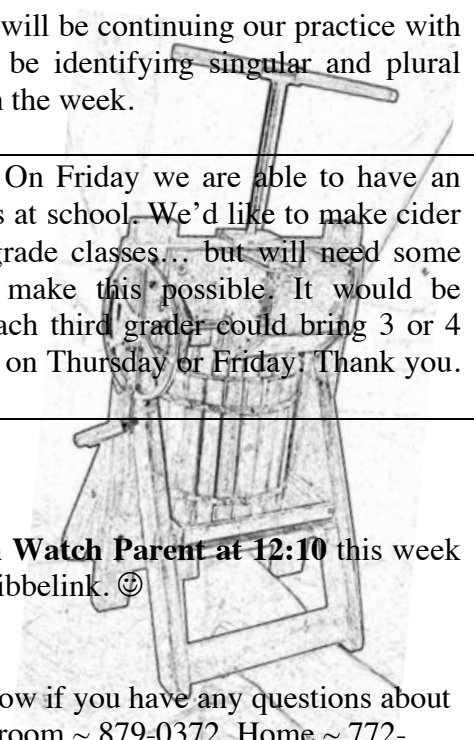 will be continuing our practice with
be identifying singular and plural
the week.
On Friday we are able to have an
s at school. We’d like to make cider
grade classes… but will need some
make this possible. It would be
ach third grader could bring 3 or 4
on Thursday or Friday. Thank you.
Watch Parent at 12:10 this week
ibbelink. ☺
ow if you have any questions about
room ~ 879-0372 Home ~ 772-